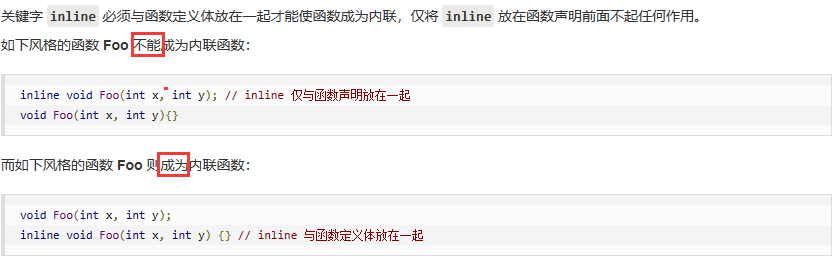 关键字 inline 必须与函数定义体放在一起才能使函数成为内联，仅将 inline 放在函数声明前面不起任何作用。
如下风格的函数 Foo 不能成为内联函数：
inline void Foo(int x, int y); // inline 仅与函数声明放在一起
void Foo(int x, int y){}
而如下风格的函数 Foo 则成为内联函数：
void Foo(int x, int y);
inline void Foo(int x, int y) {} // inline 与函数定义体放在一起